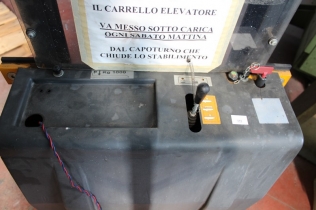 IL CARRELLO ELEVATORE
VA MESSO SOTTO CARICA
OGNI SABATO MATTINA
DAL CAPOTURNO CHE
CHIUDE LO STABILIMENTO